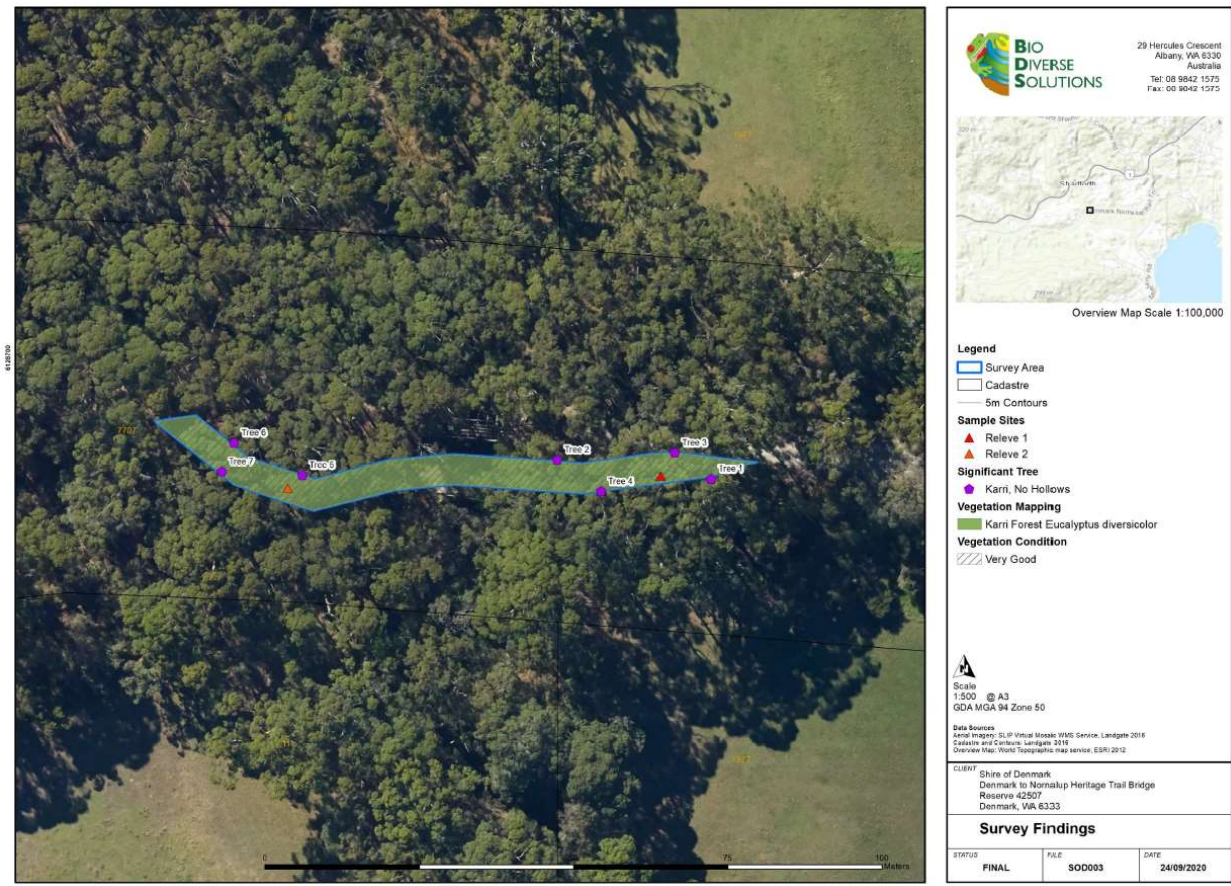 6128700
7707
Tree 6
Tree 7
Tree 5
Tree 2
Tree 3
Tree 4
Tree 1
0
75
100
Meters
BIO
DIVERSE
SOLUTIONS
29 Hercules Crescent
Albany, WA 6330
Australia
Tel: 08 9842 1575
Fax: 08 9842 1575
Overview Map Scale 1:100,000
Legend
Survey Area
Cadastre
5m Contours
Sample Sites
Releve 1
Releve 2
Significant Tree
Karri, No Hollows
Vegetation Mapping
Karri Forest Eucalyptus diversicolor
Vegetation Condition
Very Good
Scale
1:500 @ A3
GDA MGA 94 Zone 50
Data Sources
Aerial Imagery: SLIP Virtual Mosaic WMS Service, Landgate 2016
Cadastre and Contours: Landgate 2016
Overview Map: World Topographic map service, ESRI 2012
CLIENT
Shire of Denmark
Denmark to Nornalup Heritage Trail Bridge
Reserve 42507
Denmark, WA 6333
Survey Findings
STATUS
FILE
DATE
FINAL
SOD003
24/09/2020